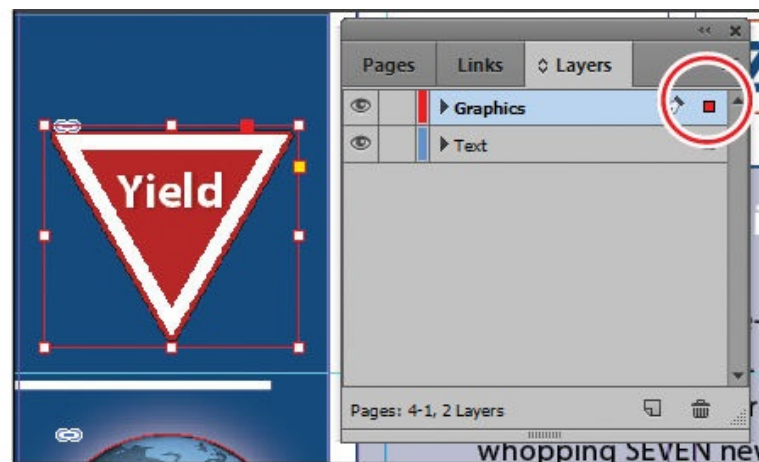 Pages Links Layers
Graphics
Text
Yield
Pages: 4-1, 2 Layers
whopping SEVEN new